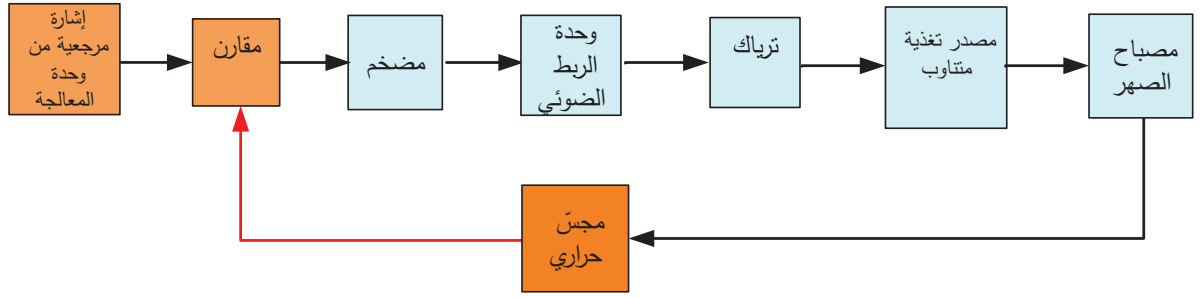 إشارة
مرجعية من
وحدة
المعالجة
مقارن
مضخم
وحدة
الربط
الضوئي
ترياك
مصدر تغذية
متناوب
مصباح
الصهر
مجسّ
حراري